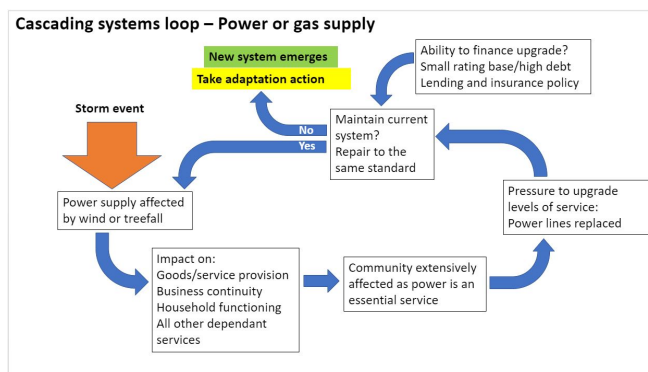 Cascading systems loop – Power or gas supply
New system emerges
Take adaptation action
Ability to finance upgrade?
Small rating base/high debt
Lending and insurance policy
Storm event
No
Yes
Maintain current
system?
Repair to the
same standard
Power supply affected
by wind or treefall
Pressure to upgrade
levels of service:
Power lines replaced
Impact on:
Goods/service provision
Business continuity
Household functioning
All other dependant
services
Community extensively
affected as power is an
essential service